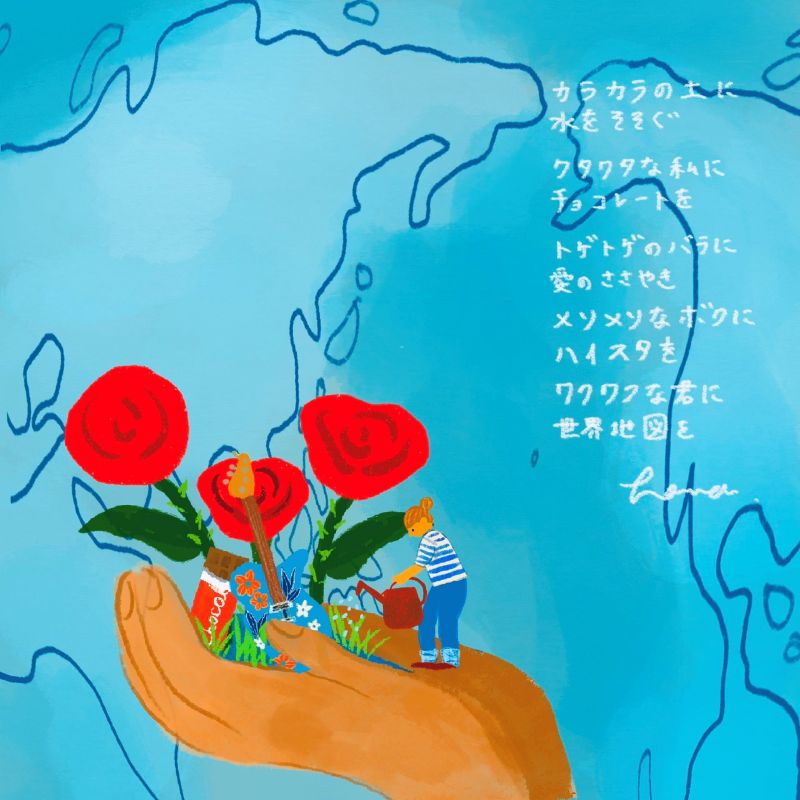 カラカラの土に
水をそそぐ
クタクタな私に
チョコレートを
トゲトゲのバラに
愛のささやき
メソメソなボクに
ハイスタを
ワクワクな君に
世界地図を
hana.
CHOCOL